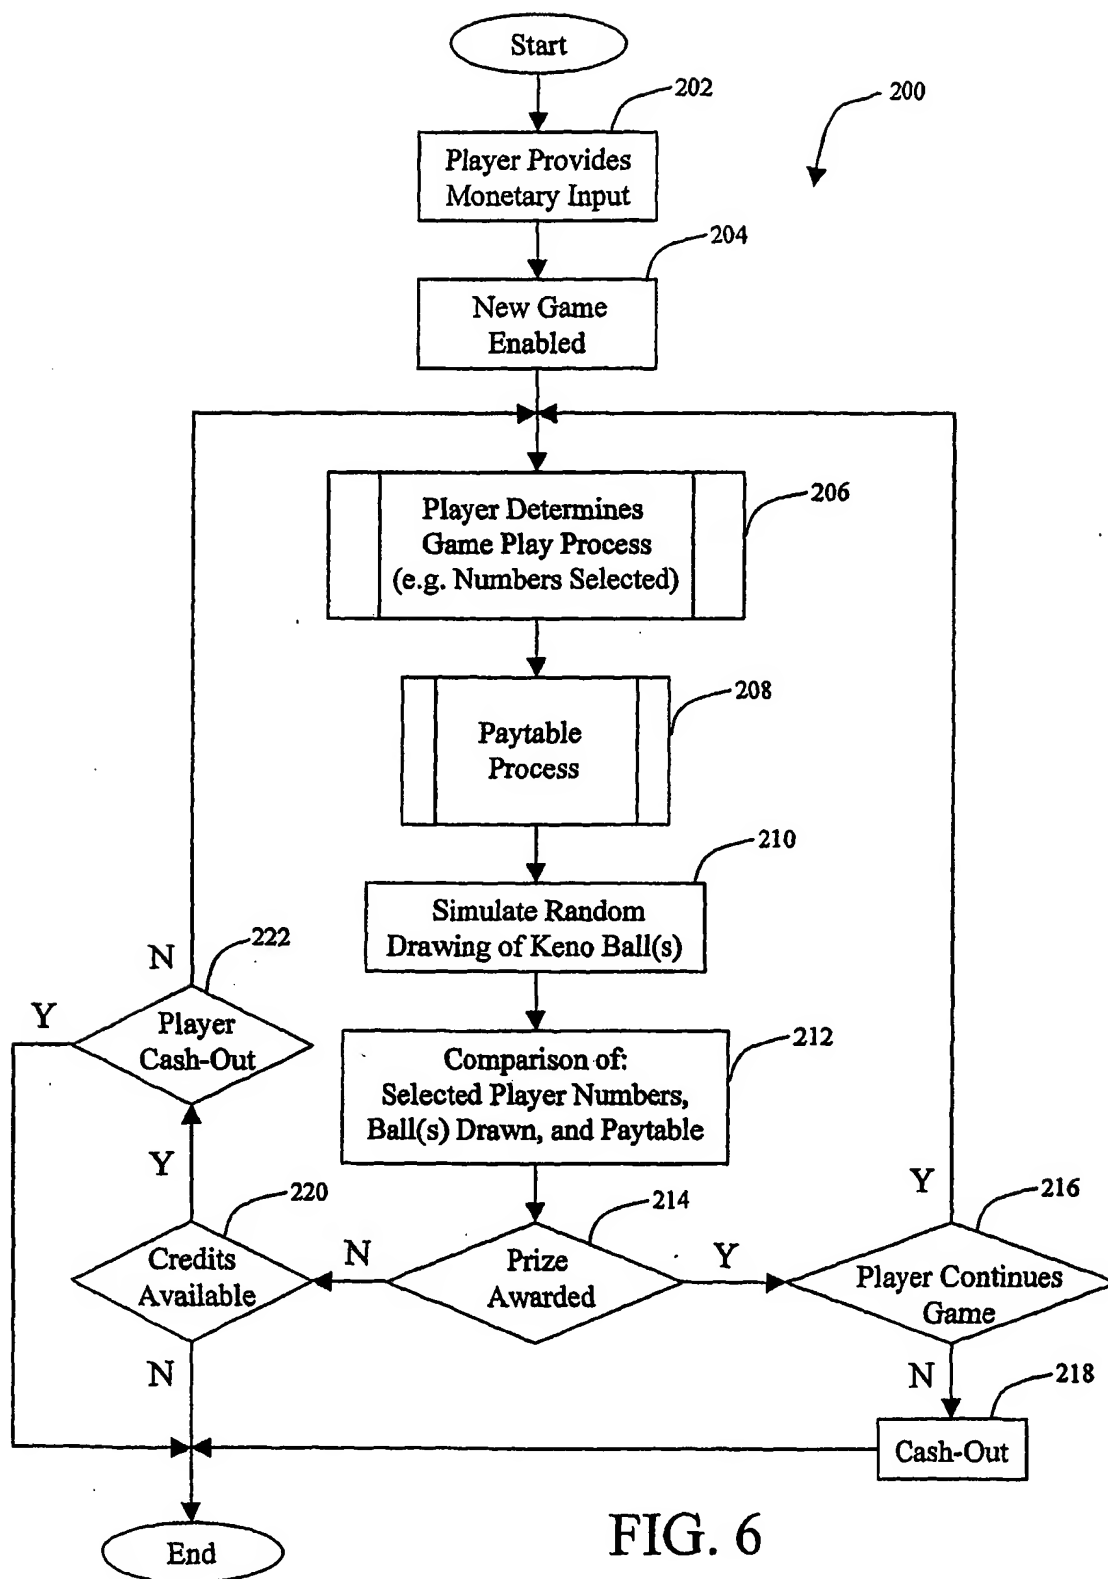 Start
202
200
Player Provides
Monetary Input
204
New Game
Enabled
206
Player Determines
Game Play Process
(e.g. Numbers Selected)
208
Paytable
Process
210
Simulate Random
Drawing of Keno Ball(s)
222
N
Y
Player
Cash-Out
212
Comparison of:
Selected Player Numbers,
Ball(s) Drawn, and Paytable
Y
220
Credits
Available
N
214
Prize
Awarded
Y
Y
216
Player Continues
Game
N
N
218
Cash-Out
End
FIG. 6